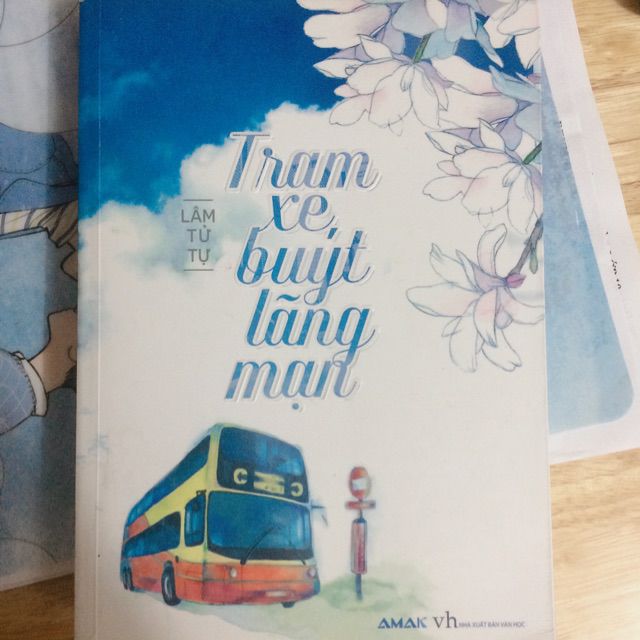 Trạm
xe
buýt
lãng
mạn
LÂM
TỬ
TỰ
AMAK vh NHÀ XUẤT BẢN VĂN HỌC